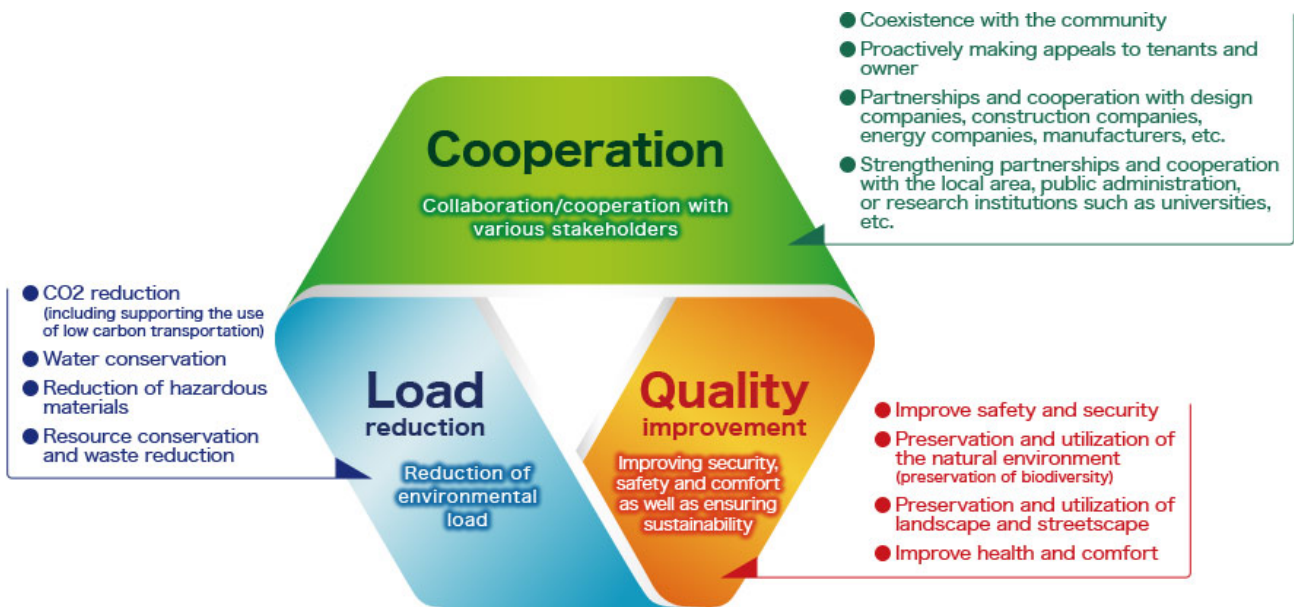 Cooperation
Collaboration/cooperation with
various stakeholders
● Coexistence with the community
● Proactively making appeals to tenants and
owner
● Partnerships and cooperation with design
companies, construction companies,
energy companies, manufacturers, etc.
● Strengthening partnerships and cooperation
with the local area, public administration,
or research institutions such as universities,
etc.
● CO2 reduction
(including supporting the use
of low carbon transportation)
● Water conservation
● Reduction of hazardous
materials
● Resource conservation
and waste reduction
Load
reduction
Reduction of
environmental
load
Quality
improvement
Improving security,
safety and comfort
as well as ensuring
sustainability
● Improve safety and security
● Preservation and utilization of
the natural environment
(preservation of biodiversity)
● Preservation and utilization of
landscape and streetscape
● Improve health and comfort